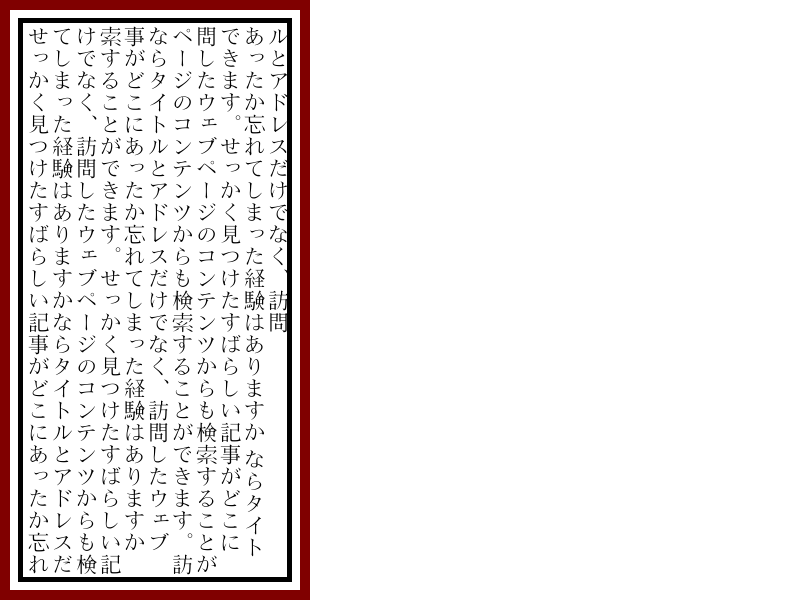 せっかく見つけたすばらしい記事がどこにあったか忘れ
てしまった経験はありますかならタイトルとアドレスだ
けでなく、訪問したウェブページのコンテンツからも検
索することができます。せっかく見つけたすばらしい記
事がどこにあったか忘れてしまった経験はありますか
ならタイトルとアドレスだけでなく、訪問したウェブ
ページのコンテンツからも検索することができます。訪
問したウェブページのコンテンツからも検索することが
できます。せっかく見つけたすばらしい記事がどこに
あったか忘れてしまった経験はありますか ならタイト
ルとアドレスだけでなく、訪問